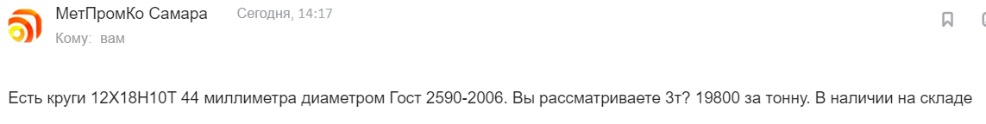 МетПромКо Самара Сегодня, 14:17
Кому: вам
Есть круги 12Х18Н10Т 44 миллиметра диаметром Гост 2590-2006. Вы рассматриваете 3т? 19800 за тонну. В наличии на складе